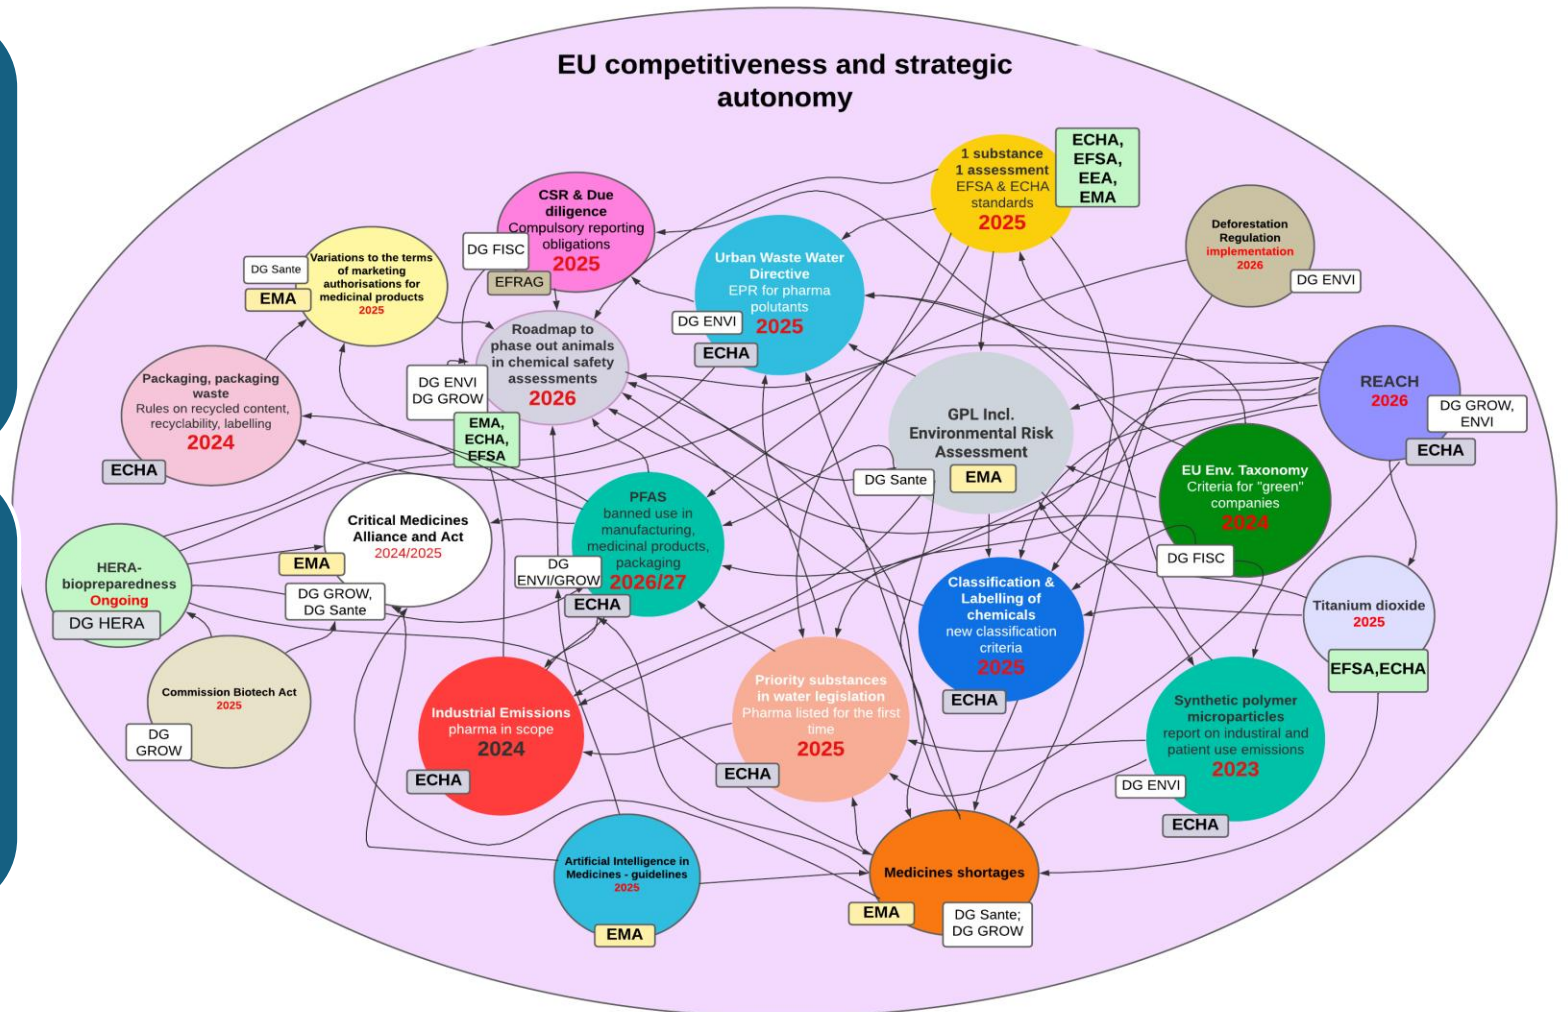 EU competitiveness and strategic
autonomy
1 substance
1 assessment
EFSA & ECHA
standards
2025
ECHA,
EFSA,
EEA,
EMA
CSR & Due
diligence
Compulsory reporting
obligations
2025
DG FISC
EFRAG
Deforestation
Regulation
implementation
2026
DG ENVI
Variations to the terms
of marketing
authorisations for
medicinal products
2025
DG Sante
EMA
Urban Waste Water
Directive
EPR for pharma
polutants
2025
DG ENVI
ECHA
Roadmap to
phase out animals
in chemical safety
assessments
2026
DG ENVI
DG GROW
EMA,
ECHA,
EFSA
Packaging, packaging
waste
Rules on recycled content,
recyclability, labelling
2024
ECHA
GPL Incl.
Environmental Risk
Assessment
EMA
DG Sante
REACH
2026
DG GROW,
ENVI
ECHA
EU Env. Taxonomy
Criteria for "green"
companies
2024
DG FISC
PFAS
banned use in
manufacturing,
medicinal products,
packaging
2026/27
DG
ENVI/GROW
ECHA
Critical Medicines
Alliance and Act
2024/2025
EMA
DG GROW,
DG Sante
HERA-
biopreparedness
Ongoing
DG HERA
Classification &
Labelling of
chemicals
new classification
criteria
2025
ECHA
Titanium dioxide
2025
EFSA,ECHA
Commission Biotech Act
2025
DG
GROW
Industrial Emissions
pharma in scope
2024
ECHA
Priority substances
in water legislation
Pharma listed for the first
time
2025
ECHA
Synthetic polymer
microparticles
report on industiral and
patient use emissions
2023
DG ENVI
ECHA
Artificial Intelligence in
Medicines - guidelines
2025
EMA
Medicines shortages
EMA
DG Sante;
DG GROW